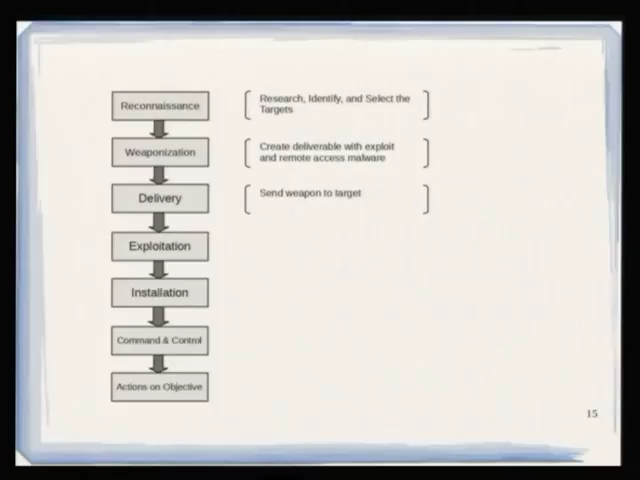 Reconnaissance
Research, Identify, and Select the
Targets
Weaponization
Create deliverable with exploit
and remote access malware
Delivery
Send weapon to target
Exploitation
Installation
Command & Control
Actions on Objective
15